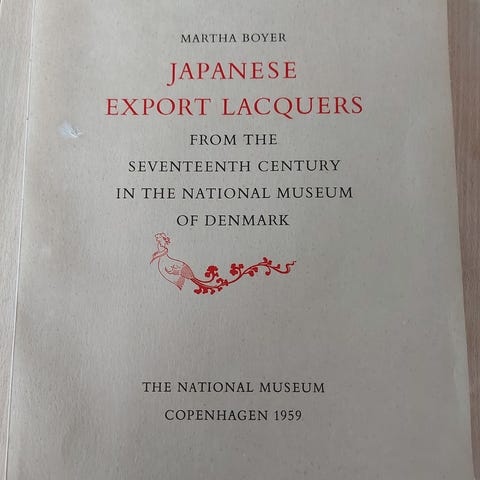 MARTHA BOYER
JAPANESE
EXPORT LACQUERS
FROM THE
SEVENTEENTH CENTURY
IN THE NATIONAL MUSEUM
OF DENMARK
THE NATIONAL MUSEUM
COPENHAGEN 1959